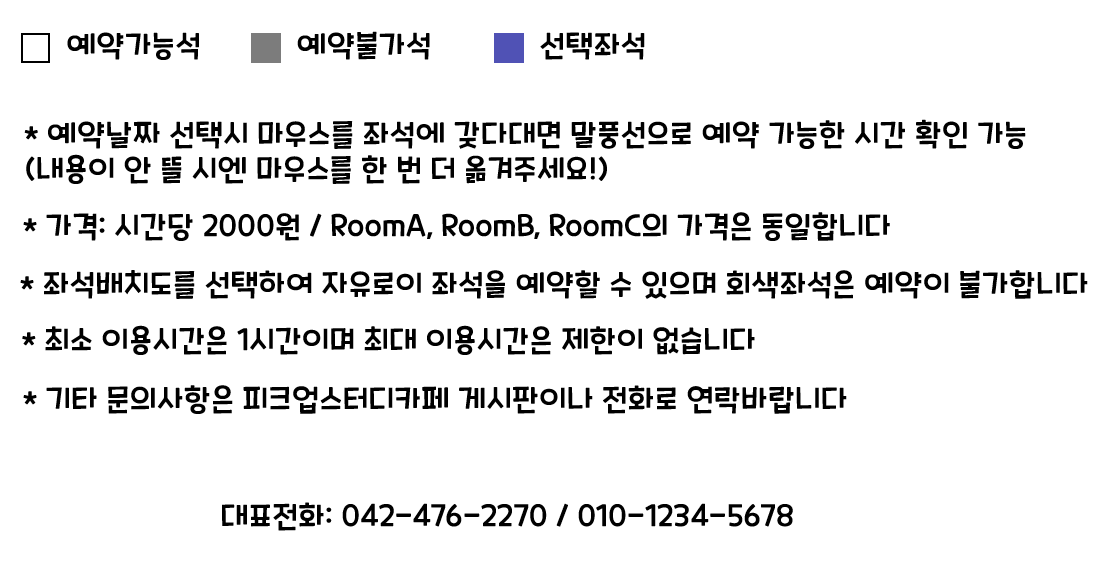 예약가능석 예약불가석 선택좌석
* 예약날짜 선택시 마우스를 좌석에 갖다대면 말풍선으로 예약 가능한 시간 확인 가능
(내용이 안 뜰 시엔 마우스를 한 번 더 옮겨주세요!)
* 가격: 시간당 2000원 / RoomA, RoomB, RoomC의 가격은 동일합니다
* 좌석배치도를 선택하여 자유로이 좌석을 예약할 수 있으며 회색좌석은 예약이 불가합니다
* 최소 이용시간은 1시간이며 최대 이용시간은 제한이 없습니다
* 기타 문의사항은 피크업스터디카페 게시판이나 전화로 연락바랍니다
대표전화: 042-476-2270 / 010-1234-5678